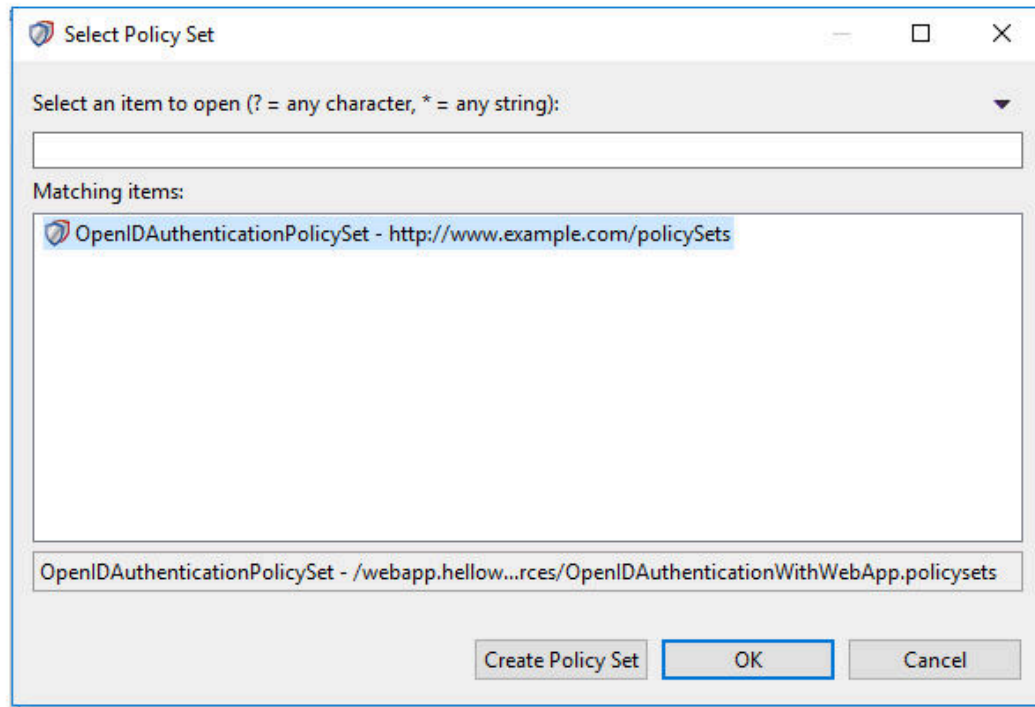 Select Policy Set
Select an item to open (? = any character, * = any string):
Matching items:
OpenIDAuthenticationPolicySet - http://www.example.com/policySets
OpenIDAuthenticationPolicySet - /webapp.hellow...rces/OpenIDAuthenticationWithWebApp.policysets
Create Policy Set
OK
Cancel